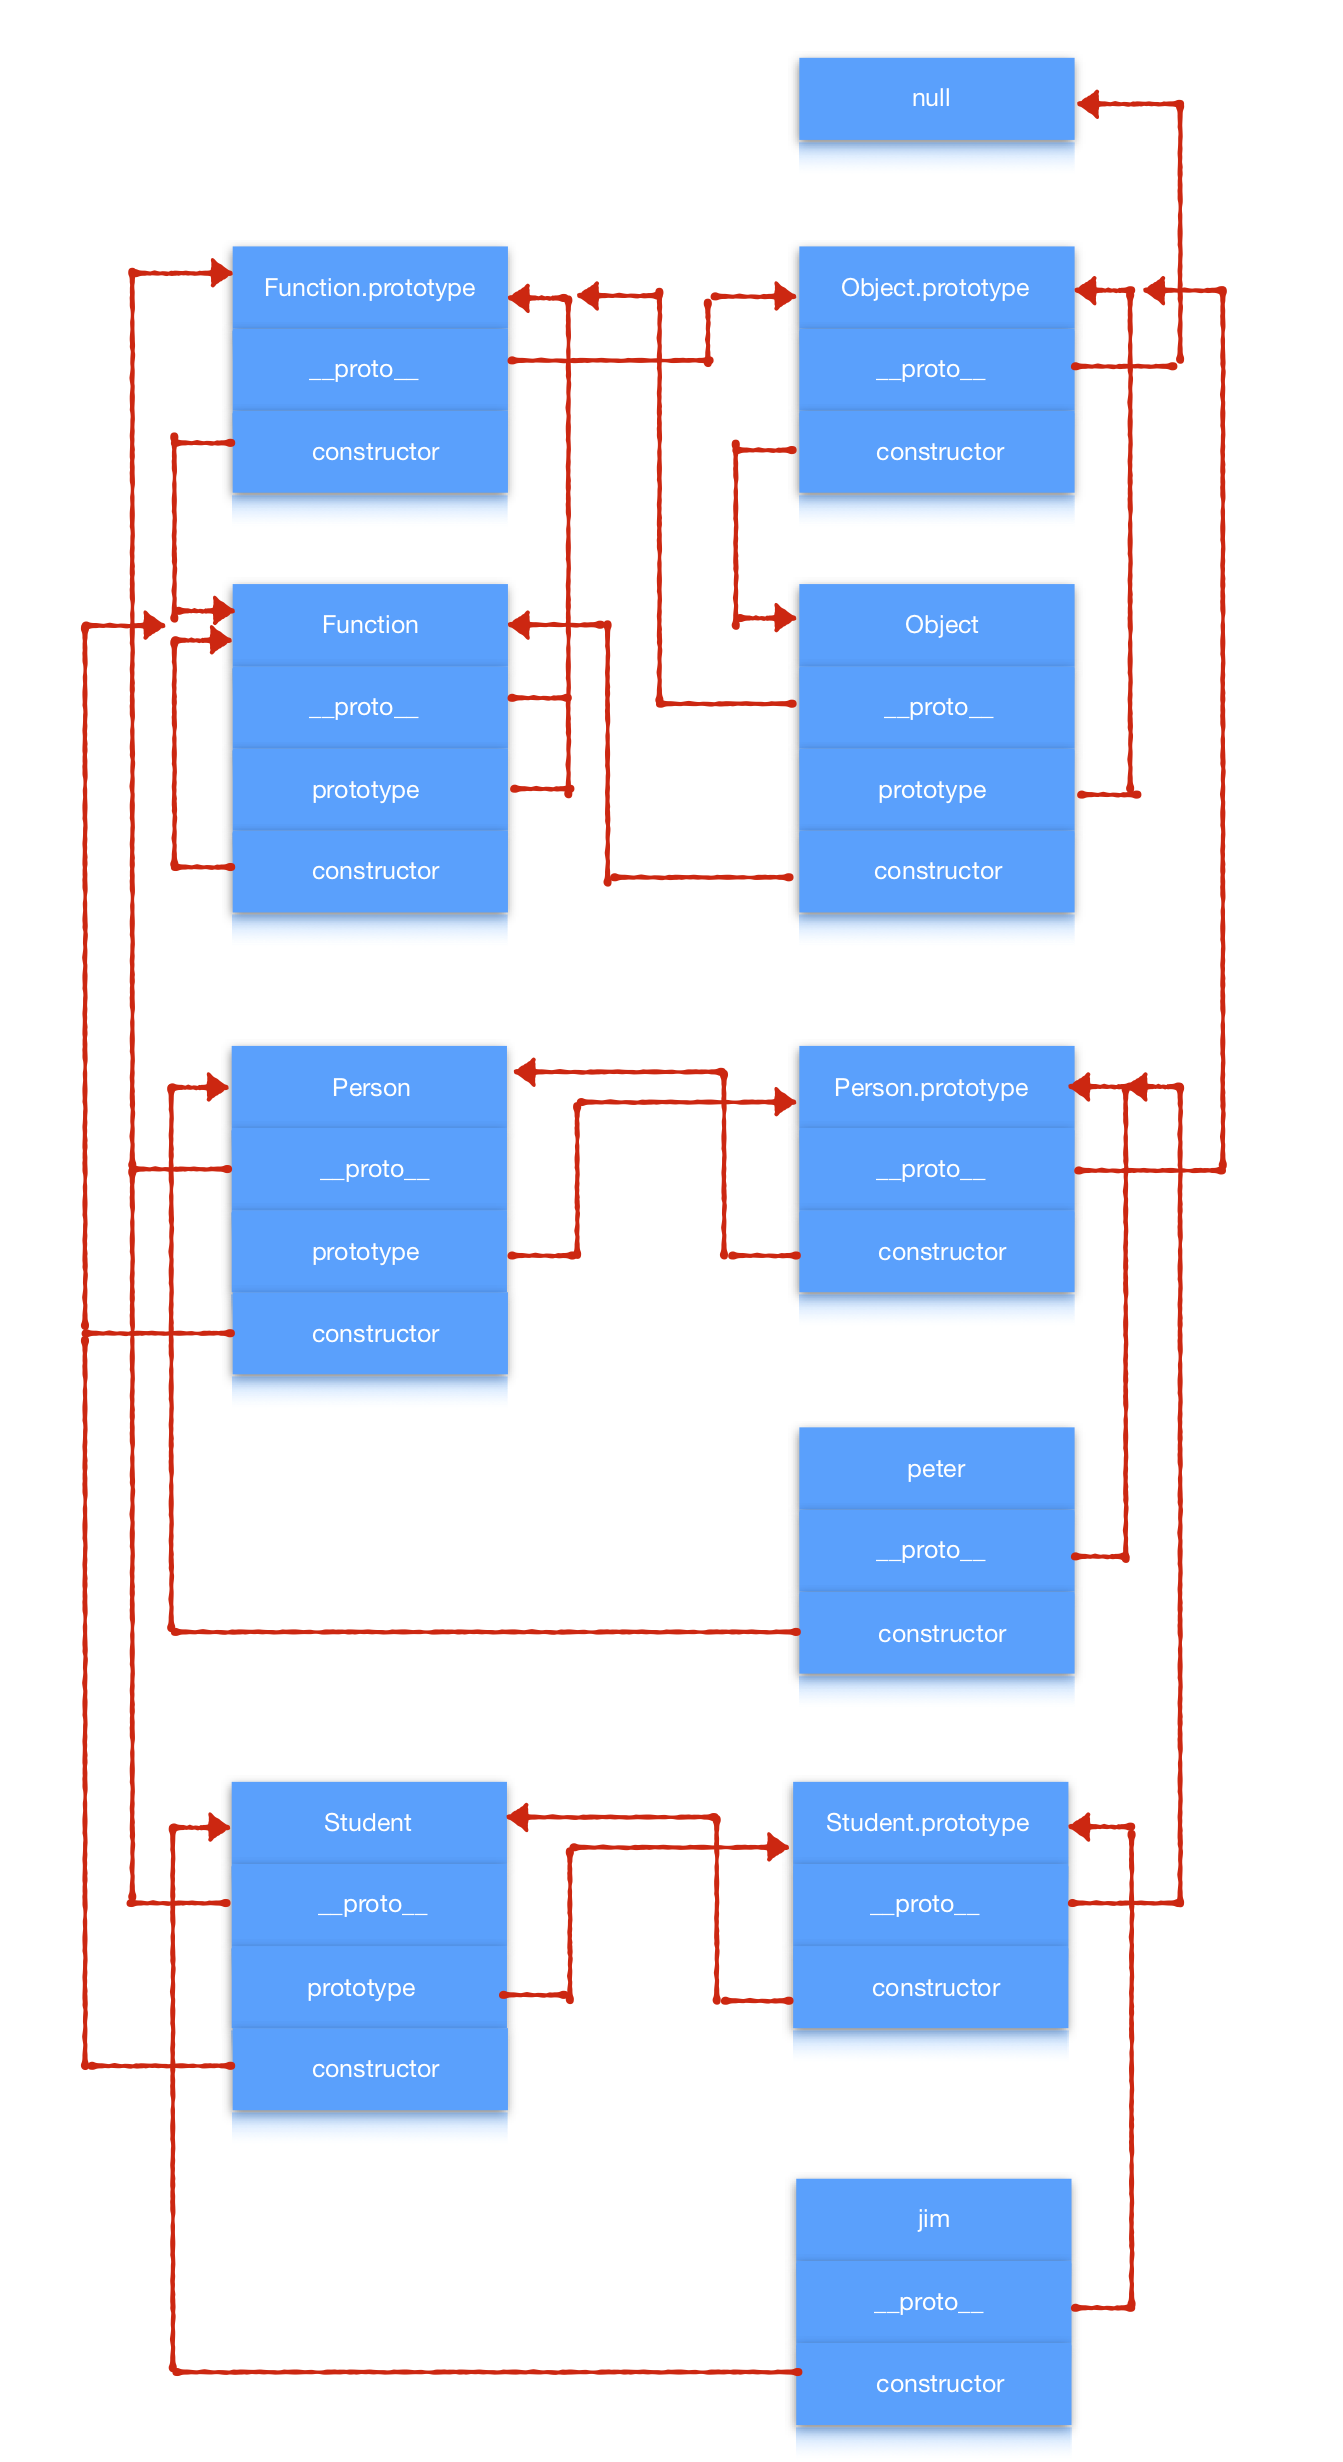 null
Function.prototype
__proto__
constructor
Object.prototype
__proto__
constructor
Function
__proto__
prototype
constructor
Object
__proto__
prototype
constructor
Person
__proto__
prototype
constructor
Person.prototype
__proto__
constructor
peter
__proto__
constructor
Student
__proto__
prototype
constructor
Student.prototype
__proto__
constructor
jim
__proto__
constructor